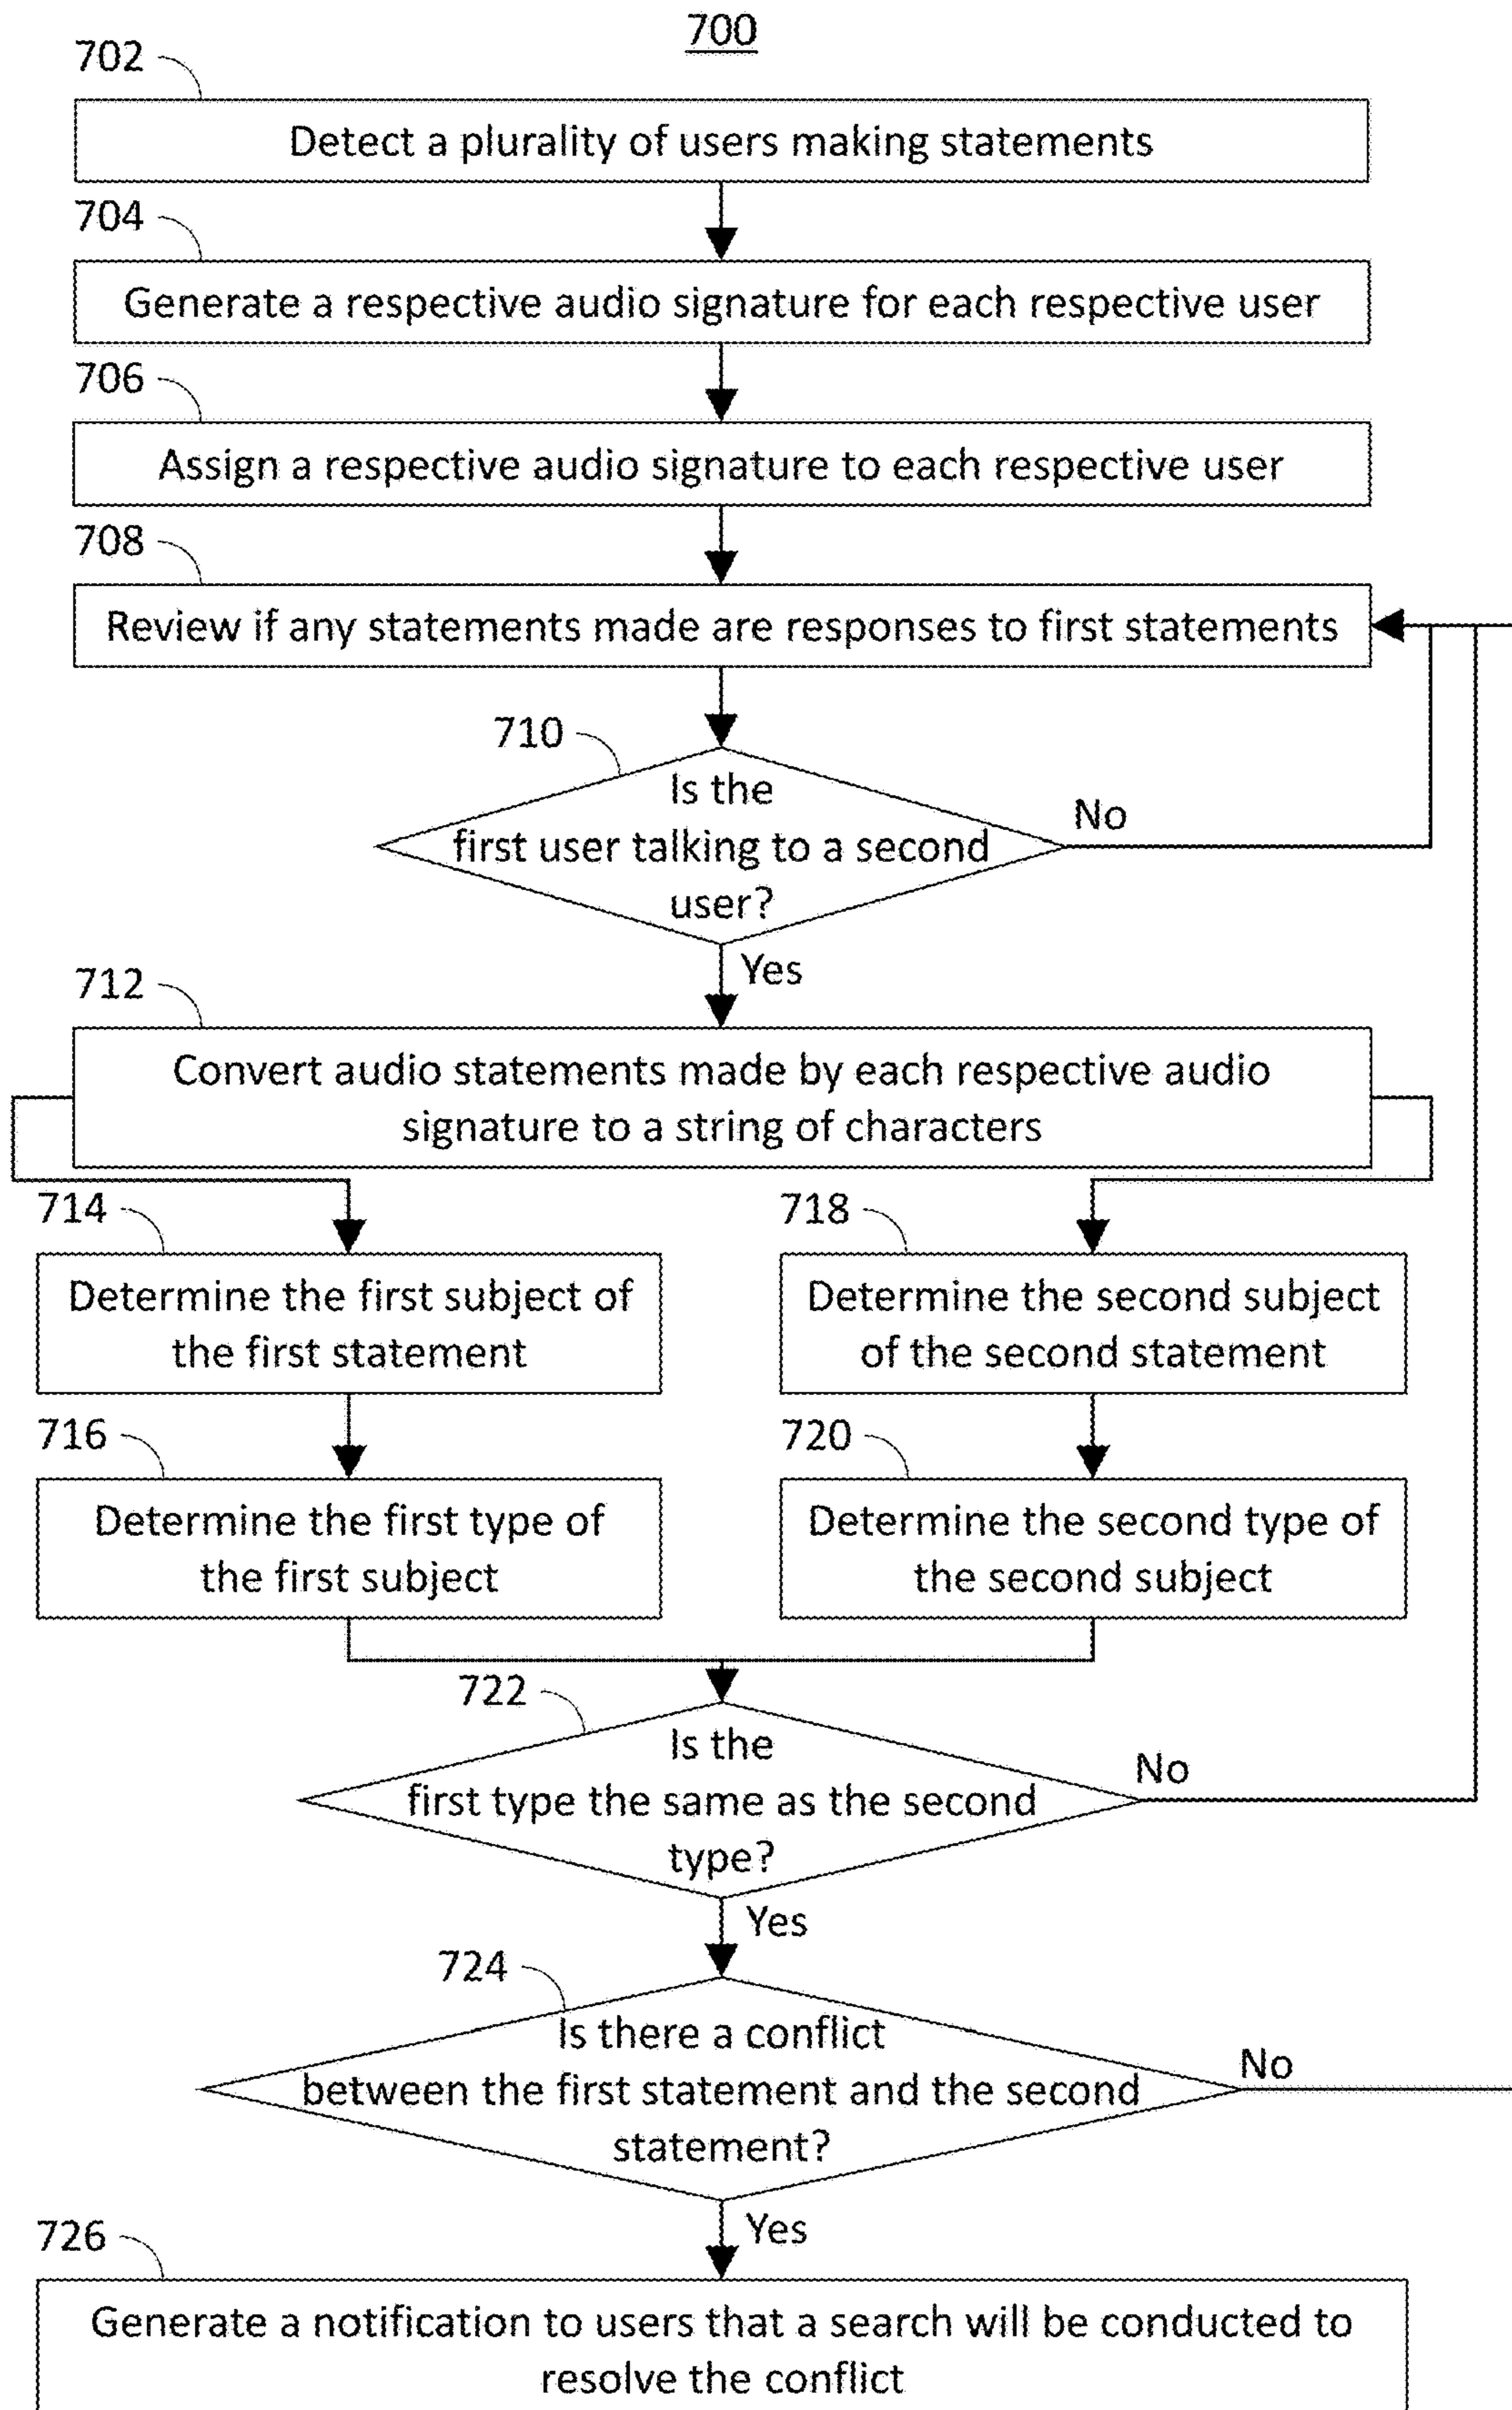 700
702
Detect a plurality of users making statements
704
Generate a respective audio signature for each respective user
706
Assign a respective audio signature to each respective user
708
Review if any statements made are responses to first statements
710
Is the
first user talking to a second
user?
No
Yes
712
Convert audio statements made by each respective audio
signature to a string of characters
714
Determine the first subject of
the first statement
718
Determine the second subject
of the second statement
716
Determine the first type of
the first subject
720
Determine the second type of
the second subject
722
Is the
first type the same as the second
type?
No
Yes
724
Is there a conflict
between the first statement and the second
statement?
No
Yes
726
Generate a notification to users that a search will be conducted to
resolve the conflict